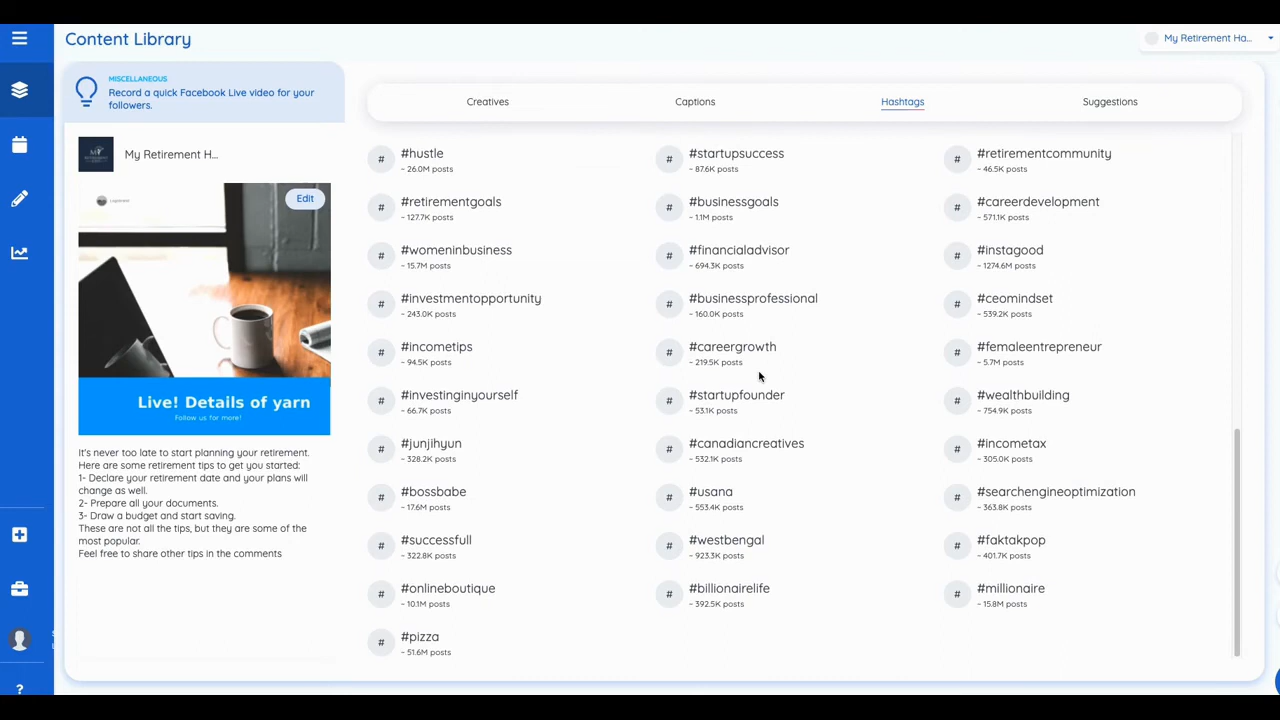 Content Library
My Retirement Ha...
MISCELLANEOUS
Record a quick Facebook Live video for your
followers.
Creatives
Captions
Hashtags
Suggestions
My Retirement H...
Edit
Live! Details of yarn
Follow us for more!
It's never too late to start planning your retirement.
Here are some retirement tips to get you started:
1- Declare your retirement date and your plans will
change as well.
2- Prepare all your documents.
3- Draw a budget and start saving.
These are not all the tips, but they are some of the
most popular.
Feel free to share other tips in the comments
# #hustle
~ 26.0M posts
# #startupsuccess
~ 87.6K posts
# #retirementcommunity
~ 46.5K posts
# #retirementgoals
~ 127.7K posts
# #businessgoals
~ 1.1M posts
# #careerdevelopment
~ 571.1K posts
# #womeninbusiness
~ 15.7M posts
# #financialadvisor
~ 694.3K posts
# #instagood
~ 1274.6M posts
# #investmentopportunity
~ 243.0K posts
# #businessprofessional
~ 160.0K posts
# #ceomindset
~ 539.2K posts
# #incometips
~ 94.5K posts
# #careergrowth
~ 219.5K posts
# #femaleentrepreneur
~ 5.7M posts
# #investinginyourself
~ 66.7K posts
# #startupfounder
~ 53.1K posts
# #wealthbuilding
~ 754.9K posts
# #junjihyun
~ 328.2K posts
# #canadiancreatives
~ 532.1K posts
# #incometax
~ 305.0K posts
# #bossbabe
~ 17.6M posts
# #usana
~ 553.4K posts
# #searchengineoptimization
~ 363.8K posts
# #successfull
~ 322.8K posts
# #westbengal
~ 923.3K posts
# #faktakpop
~ 401.7K posts
# #onlineboutique
~ 10.1M posts
# #billionairelife
~ 392.5K posts
# #millionaire
~ 15.8M posts
# #pizza
~ 51.6M posts
?